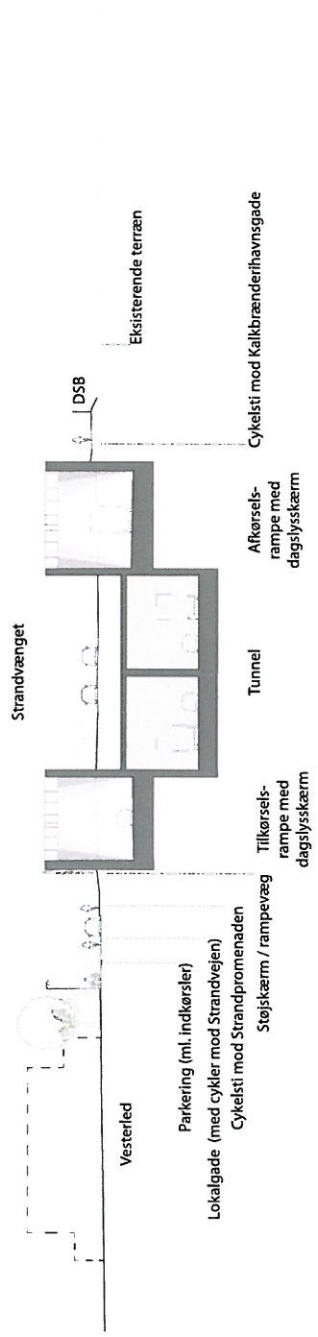 Strandvænget
DSB
Eksisterende terræn
Vesterled
Parkering (ml. indkørsler)
Lokalgade (med cykler mod Strandvejen)
Cykelsti mod Strandpromenaden
Støjskærm / rampevæg
Tilkørsels-
rampe med
dagslysskærm
Tunnel
Afkørsels-
rampe med
dagslysskærm
Cykelsti mod Kalkbrænderihavnsgade